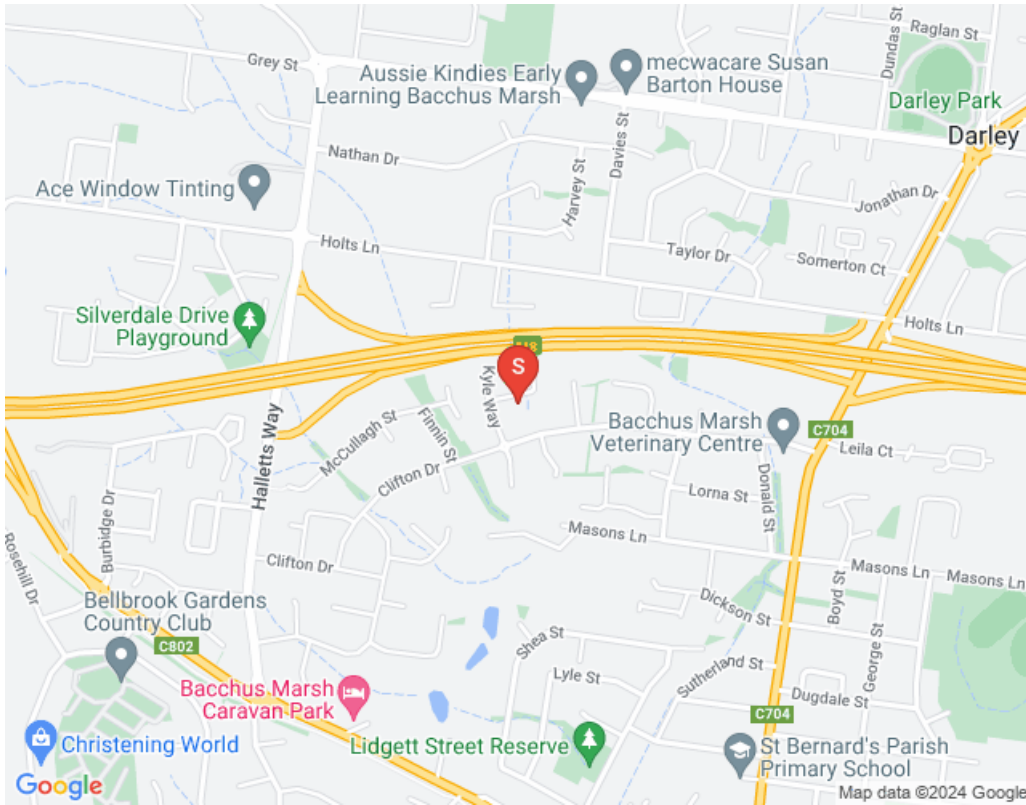 Raglan St
Dundas St
Grey St
Aussie Kindies Early
Learning Bacchus Marsh
mecwacare Susan
Barton House
Darley Park
Darley
Nathan Dr
Davies St
Harvey St
Ace Window Tinting
Jonathan Dr
Holts Ln
Taylor Dr
Somerton Ct
Silverdale Drive
Playground
Holts Ln
S
Kyle Way
Halletts Way
McCullagh St
Finnin St
Clifton Dr
Bacchus Marsh
Veterinary Centre
C704
Leila Ct
Lorna St
Donald St
Burbidge Dr
Masons Ln
Rosehill Dr
Clifton Dr
Masons Ln
Masons Ln
Bellbrook Gardens
Country Club
Dickson St
Boyd St
George St
C802
Shea St
Sutherland St
Lyle St
Bacchus Marsh
Caravan Park
Dugdale St
C704
Christening World
Lidgett Street Reserve
St Bernard's Parish
Primary School
Google
Map data ©2024 Google